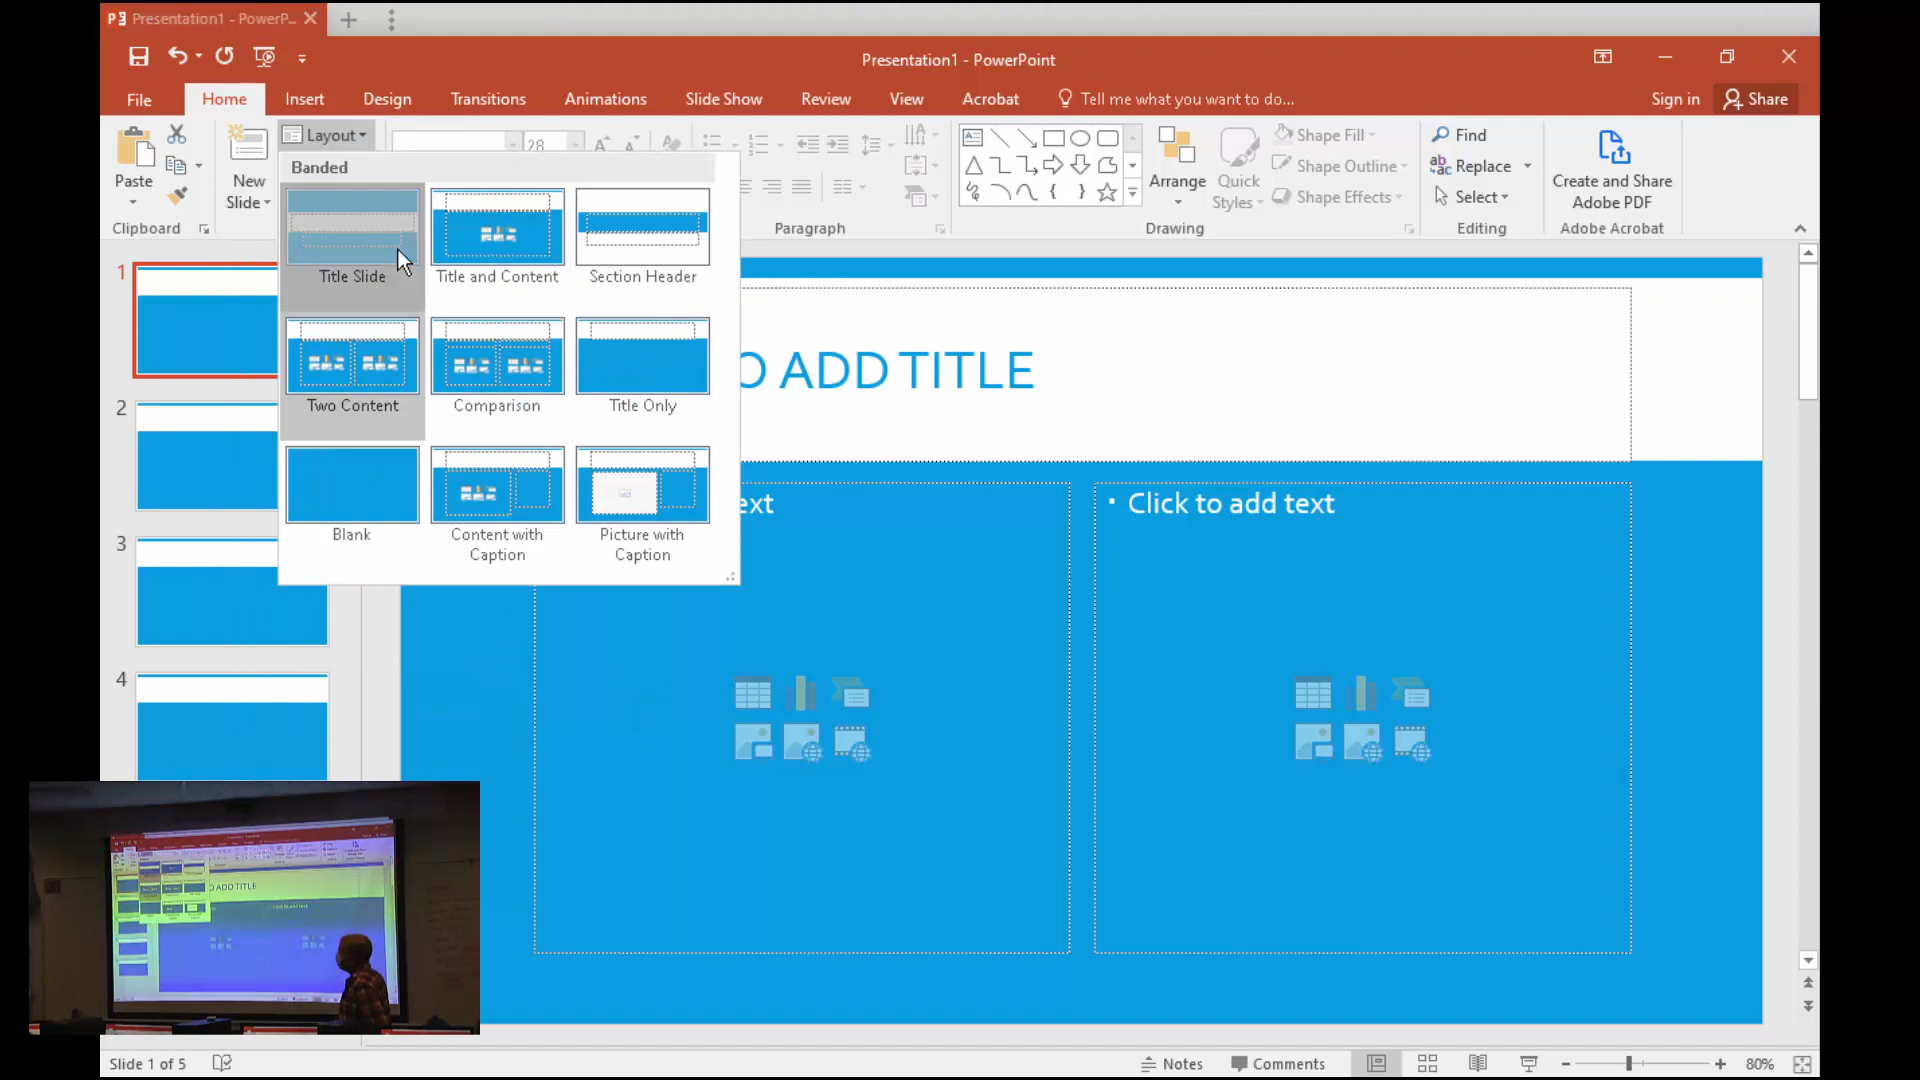 Presentation1 - PowerP...
Presentation1 - PowerPoint
File Home Insert Design Transitions Animations Slide Show Review View Acrobat Tell me what you want to do... Sign in Share
Paste
Clipboard
New
Slide
Layout
28
Paragraph
Arrange
Quick
Styles
Shape Fill
Shape Outline
Shape Effects
Drawing
Find
Replace
Select
Editing
Create and Share
Adobe PDF
Adobe Acrobat
Banded
Title Slide
Title and Content
Section Header
Two Content
Comparison
Title Only
Blank
Content with
Caption
Picture with
Caption
1
2
3
4
O ADD TITLE
ext
· Click to add text
O ADD TITLE
Slide 1 of 5
Notes
Comments
80%